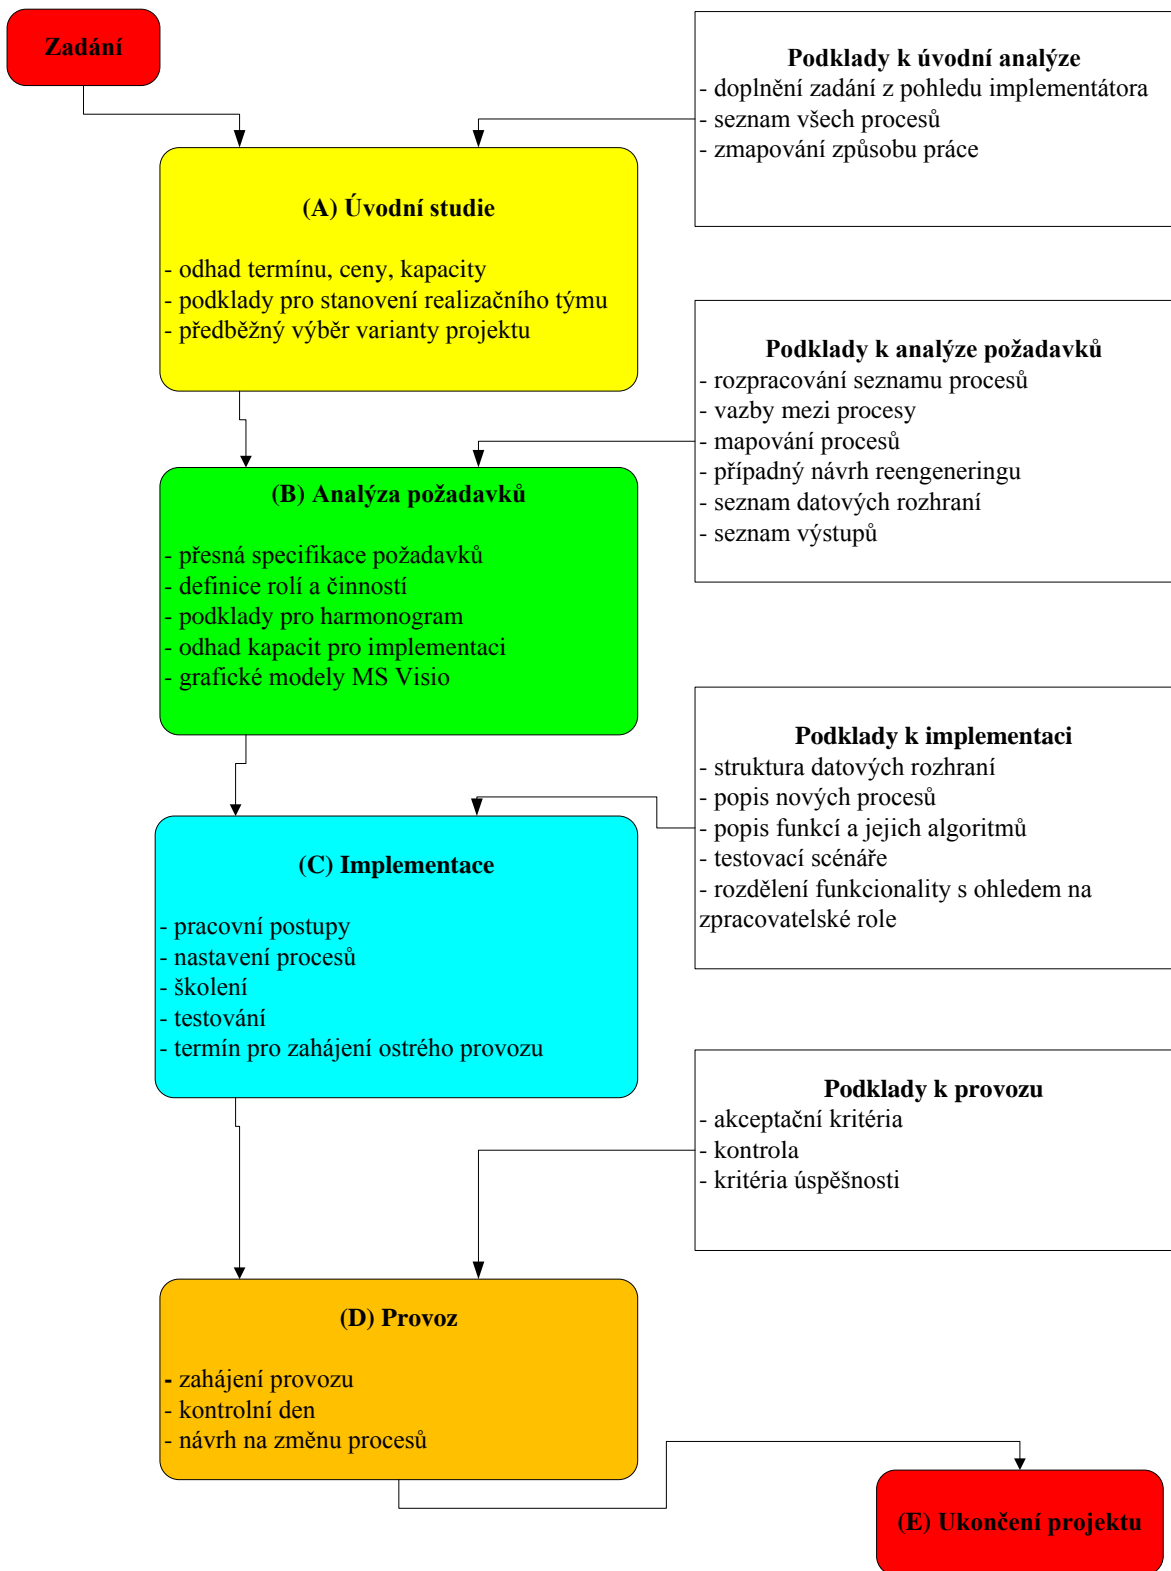 Zadání
Podklady k úvodní analýze
- doplnění zadání z pohledu implementátora
- seznam všech procesů
- zmapování způsobu práce
(A) Úvodní studie
- odhad termínu, ceny, kapacity
- podklady pro stanovení realizačního týmu
- předběžný výběr varianty projektu
Podklady k analýze požadavků
- rozpracování seznamu procesů
- vazby mezi procesy
- mapování procesů
- případný návrh reengeneringu
- seznam datových rozhraní
- seznam výstupů
(B) Analýza požadavků
- přesná specifikace požadavků
- definice rolí a činností
- podklady pro harmonogram
- odhad kapacit pro implementaci
- grafické modely MS Visio
Podklady k implementaci
- struktura datových rozhraní
- popis nových procesů
- popis funkcí a jejich algoritmů
- testovací scénáře
- rozdělení funkcionality s ohledem na
zpracovatelské role
(C) Implementace
- pracovní postupy
- nastavení procesů
- školení
- testování
- termín pro zahájení ostrého provozu
Podklady k provozu
- akceptační kritéria
- kontrola
- kritéria úspěšnosti
(D) Provoz
- zahájení provozu
- kontrolní den
- návrh na změnu procesů
(E) Ukončení projektu